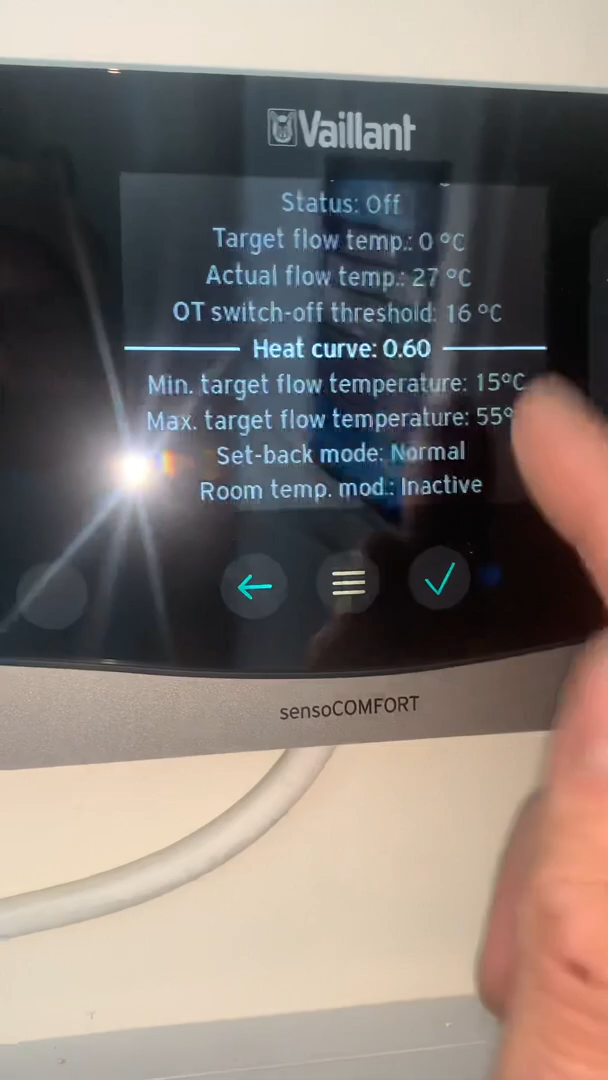 Vaillant
Status: Off
Target flow temp.: 0 °C
Actual flow temp.: 27 °C
OT switch-off threshold: 16 °C
Heat curve: 0.60
Min. target flow temperature: 15°C
Max. target flow temperature: 55°
Set-back mode: Normal
Room temp. mod.: Inactive
sensoCOMFORT